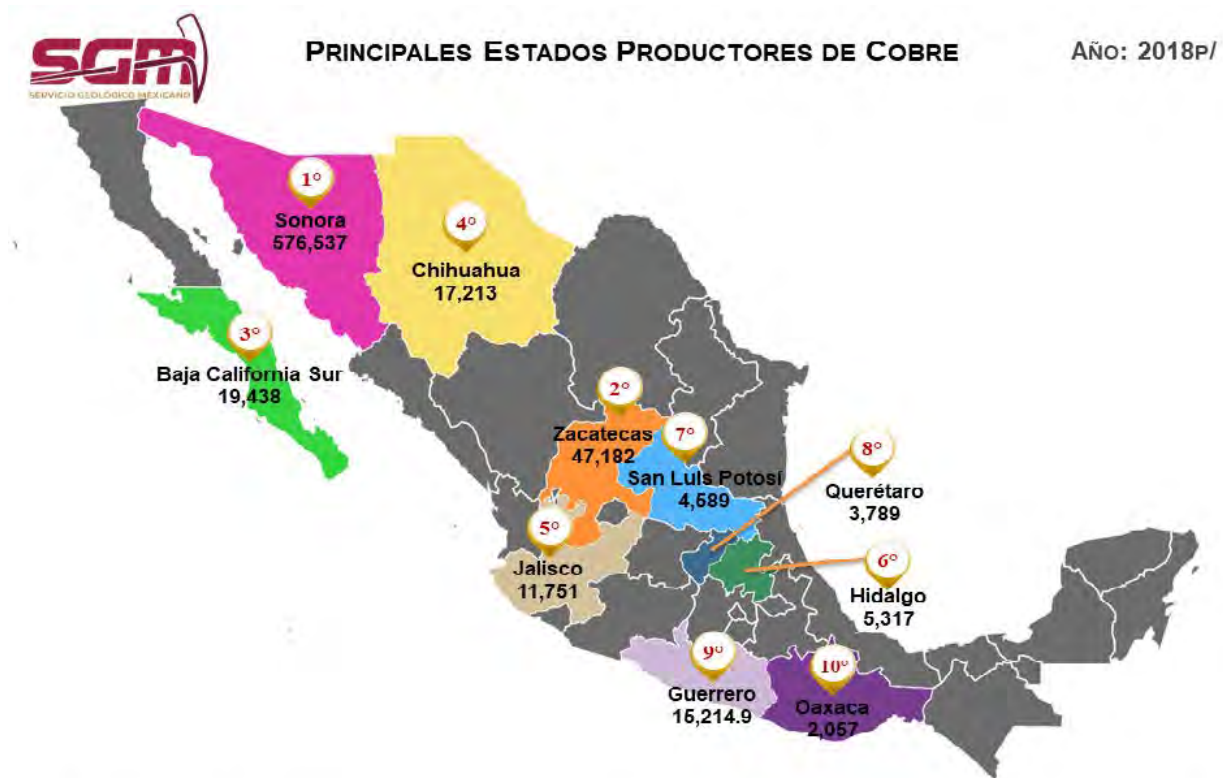 SGM
SERVICIO GEOLÓGICO MEXICANO
PRINCIPALES ESTADOS PRODUCTORES DE COBRE
AÑO: 2018P/
1°
Sonora
576,537
4°
Chihuahua
17,213
3°
Baja California Sur
19,438
2°
Zacatecas
47,182
7°
San Luis Potosí
4,589
8°
Querétaro
3,789
5°
Jalisco
11,751
6°
Hidalgo
5,317
9°
Guerrero
15,214.9
10°
Oaxaca
2,057